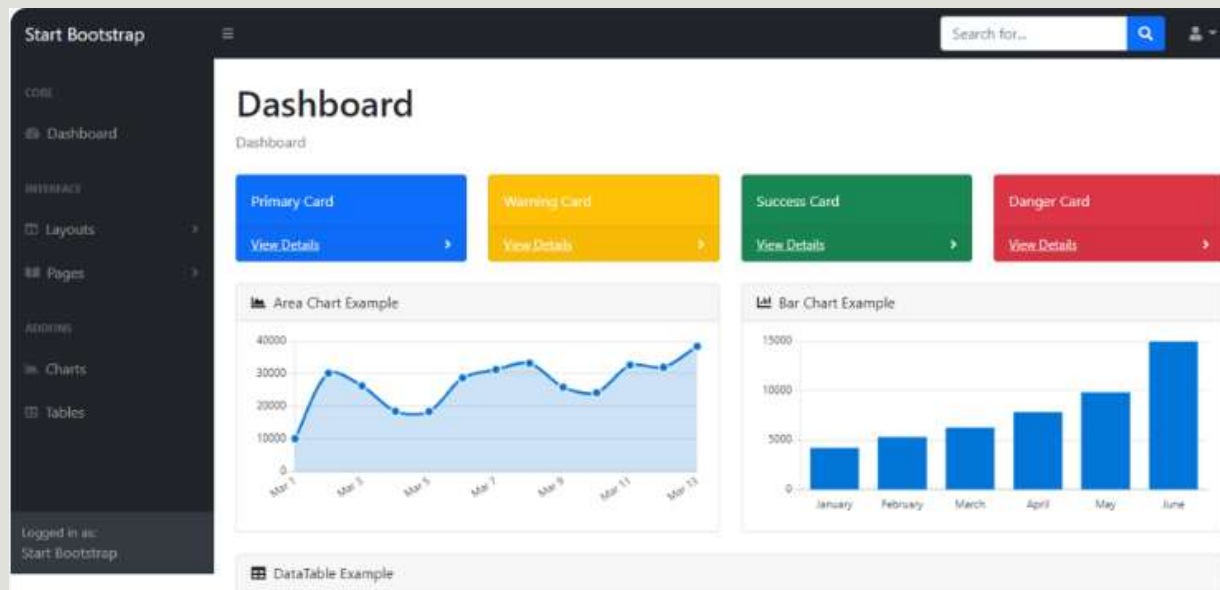 Start Bootstrap
Search for...
CORE
Dashboard
INTERFACE
Layouts
Pages
ADDONS
Charts
Tables
Logged in as:
Start Bootstrap
Dashboard
Dashboard
Primary Card
View Details
Warning Card
View Details
Success Card
View Details
Danger Card
View Details
Area Chart Example
40000
30000
20000
10000
0
Mar 1
Mar 3
Mar 5
Mar 7
Mar 9
Mar 11
Mar 13
Bar Chart Example
15000
10000
5000
0
January
February
March
April
May
June
DataTable Example